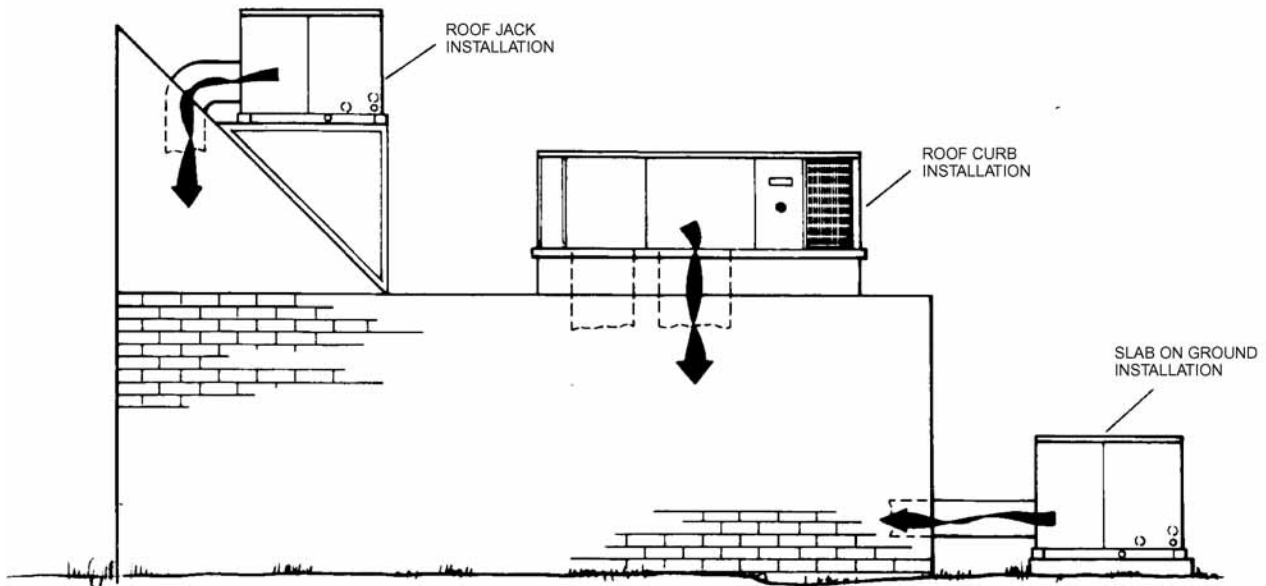 ROOF JACK
INSTALLATION
ROOF CURB
INSTALLATION
SLAB ON GROUND
INSTALLATION